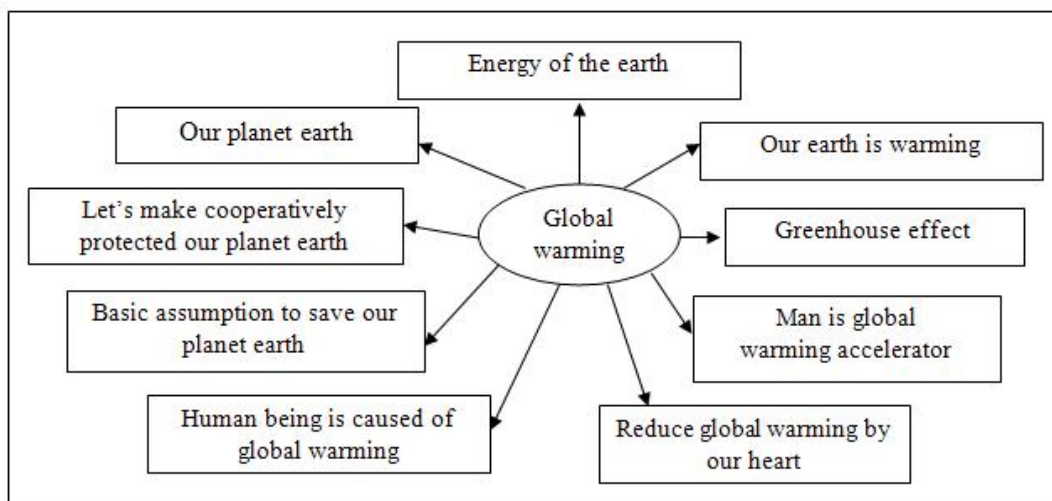 Energy of the earth
Our planet earth
Our earth is warming
Let's make cooperatively
protected our planet earth
Global
warming
Greenhouse effect
Basic assumption to save our
planet earth
Man is global
warming accelerator
Human being is caused of
global warming
Reduce global warming by
our heart